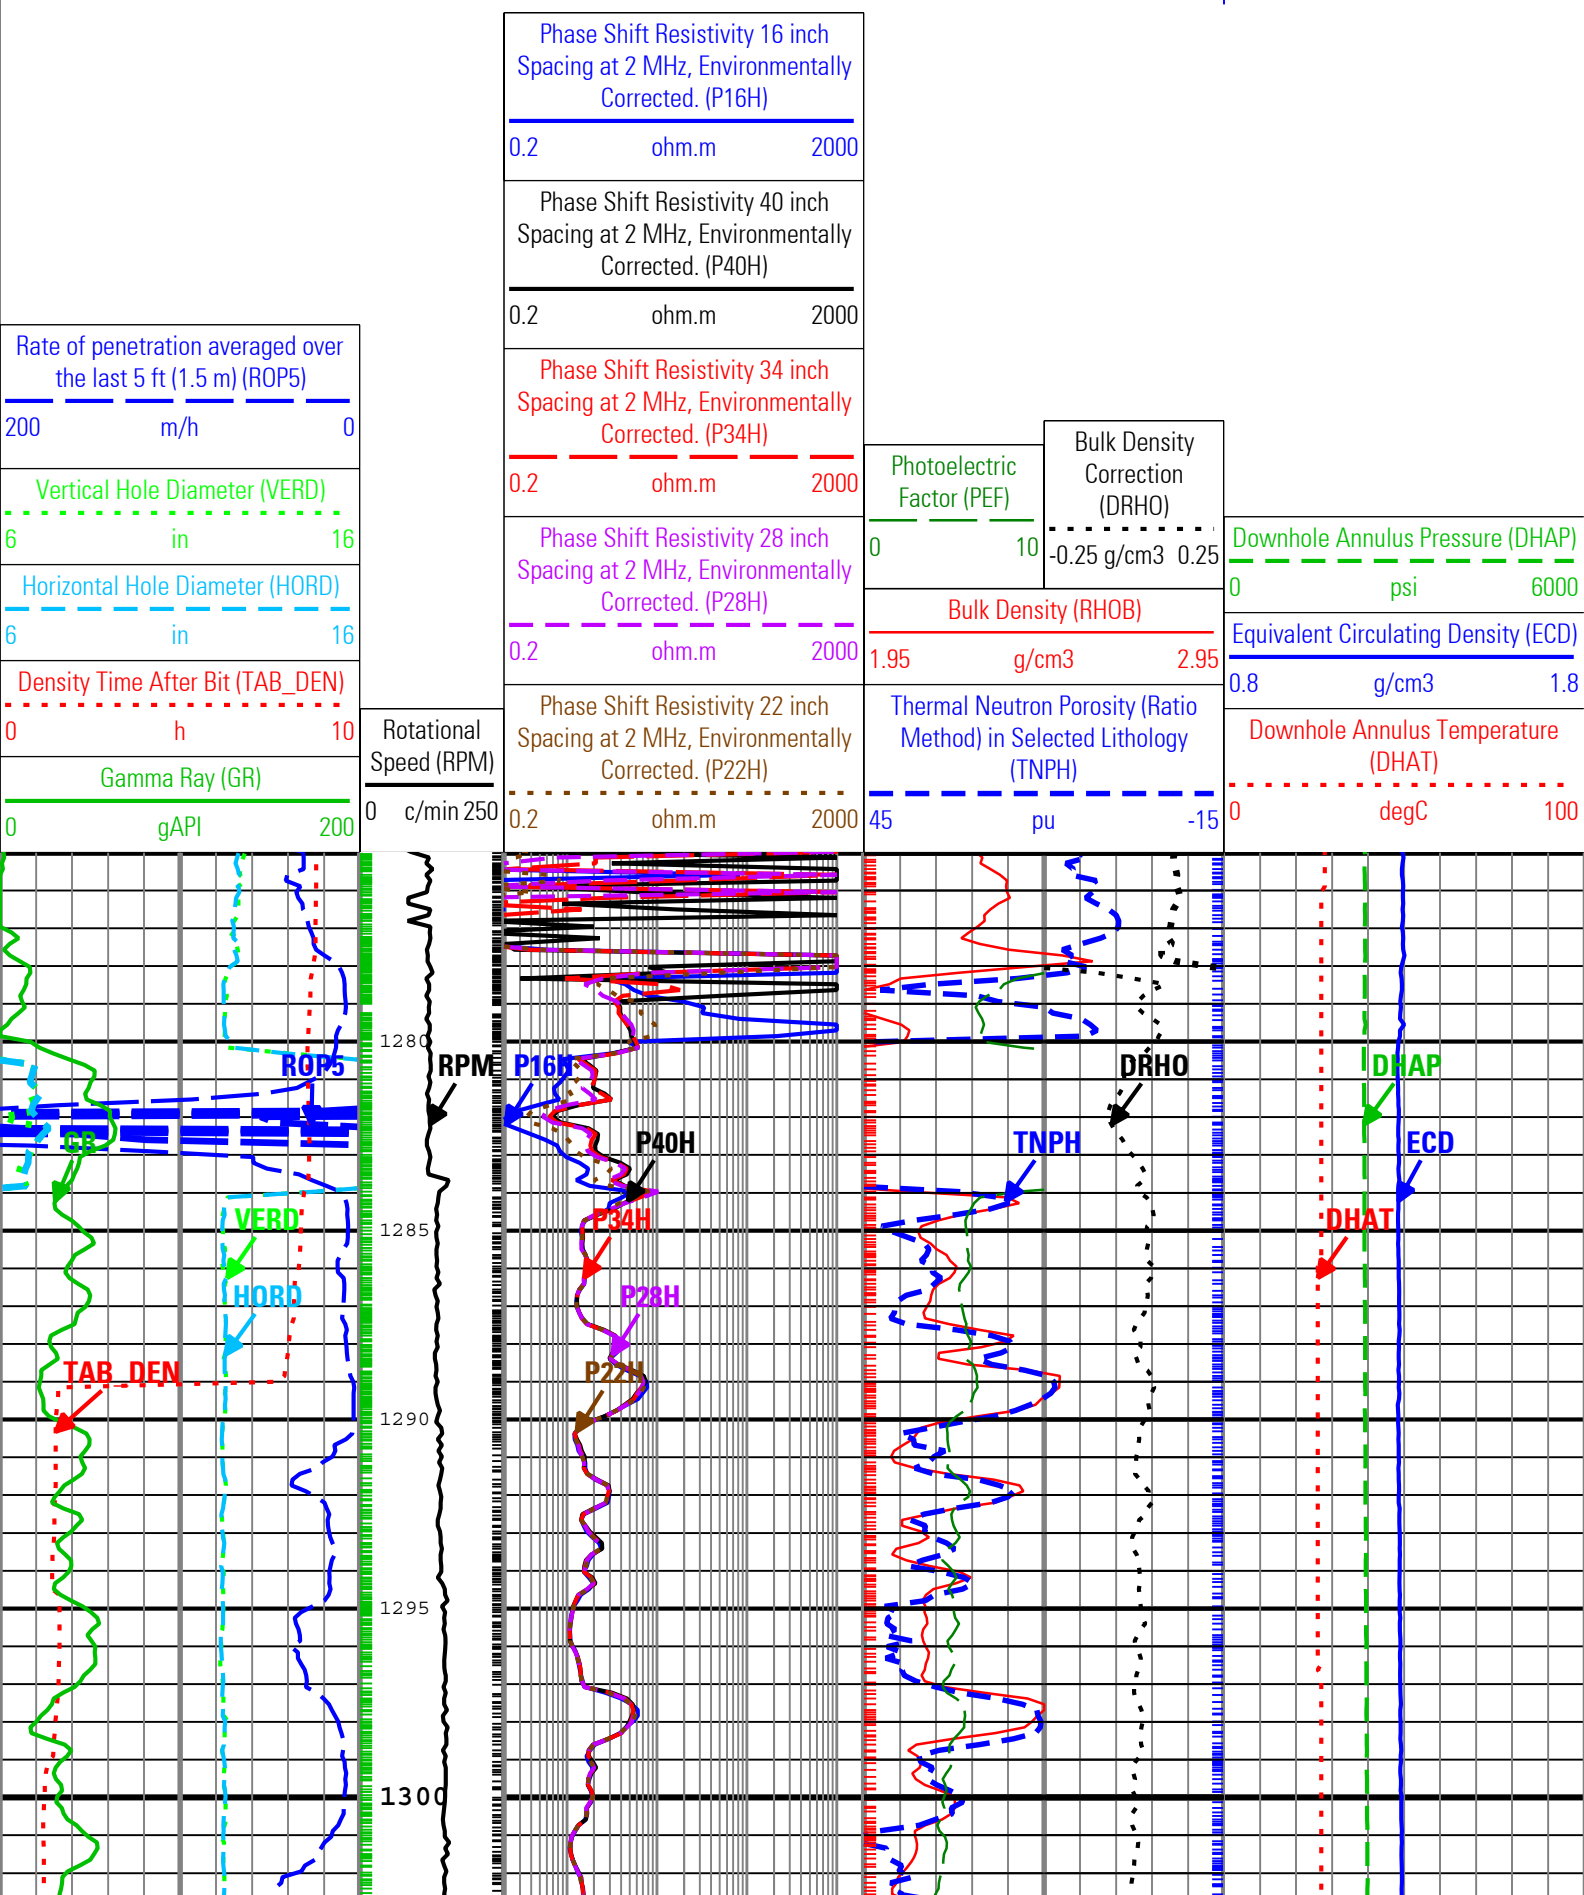 Rate of penetration averaged over
the last 5 ft (1.5 m) (ROP5)
200 m/h 0
Vertical Hole Diameter (VERD)
6 in 16
Horizontal Hole Diameter (HORD)
6 in 16
Density Time After Bit (TAB_DEN)
0 h 10
Gamma Ray (GR)
0 gAPI 200
Rotational
Speed (RPM)
0 c/min 250
Phase Shift Resistivity 16 inch
Spacing at 2 MHz, Environmentally
Corrected. (P16H)
0.2 ohm.m 2000
Phase Shift Resistivity 40 inch
Spacing at 2 MHz, Environmentally
Corrected. (P40H)
0.2 ohm.m 2000
Phase Shift Resistivity 34 inch
Spacing at 2 MHz, Environmentally
Corrected. (P34H)
0.2 ohm.m 2000
Phase Shift Resistivity 28 inch
Spacing at 2 MHz, Environmentally
Corrected. (P28H)
0.2 ohm.m 2000
Phase Shift Resistivity 22 inch
Spacing at 2 MHz, Environmentally
Corrected. (P22H)
0.2 ohm.m 2000
Photoelectric
Factor (PEF)
0 10
Bulk Density
Correction
(DRHO)
-0.25 g/cm3 0.25
Bulk Density (RHOB)
1.95 g/cm3 2.95
Thermal Neutron Porosity (Ratio
Method) in Selected Lithology
(TNPH)
45 pu -15
Downhole Annulus Pressure (DHAP)
0 psi 6000
Equivalent Circulating Density (ECD)
0.8 g/cm3 1.8
Downhole Annulus Temperature
(DHAT)
0 degC 100
1280
ROP5 RPM P16H DRHO DHAP
GR P40H TNPH ECD
VERD P34H DHAT
1285
HORD P28H
TAB_DEN P22H
1290
1295
1300